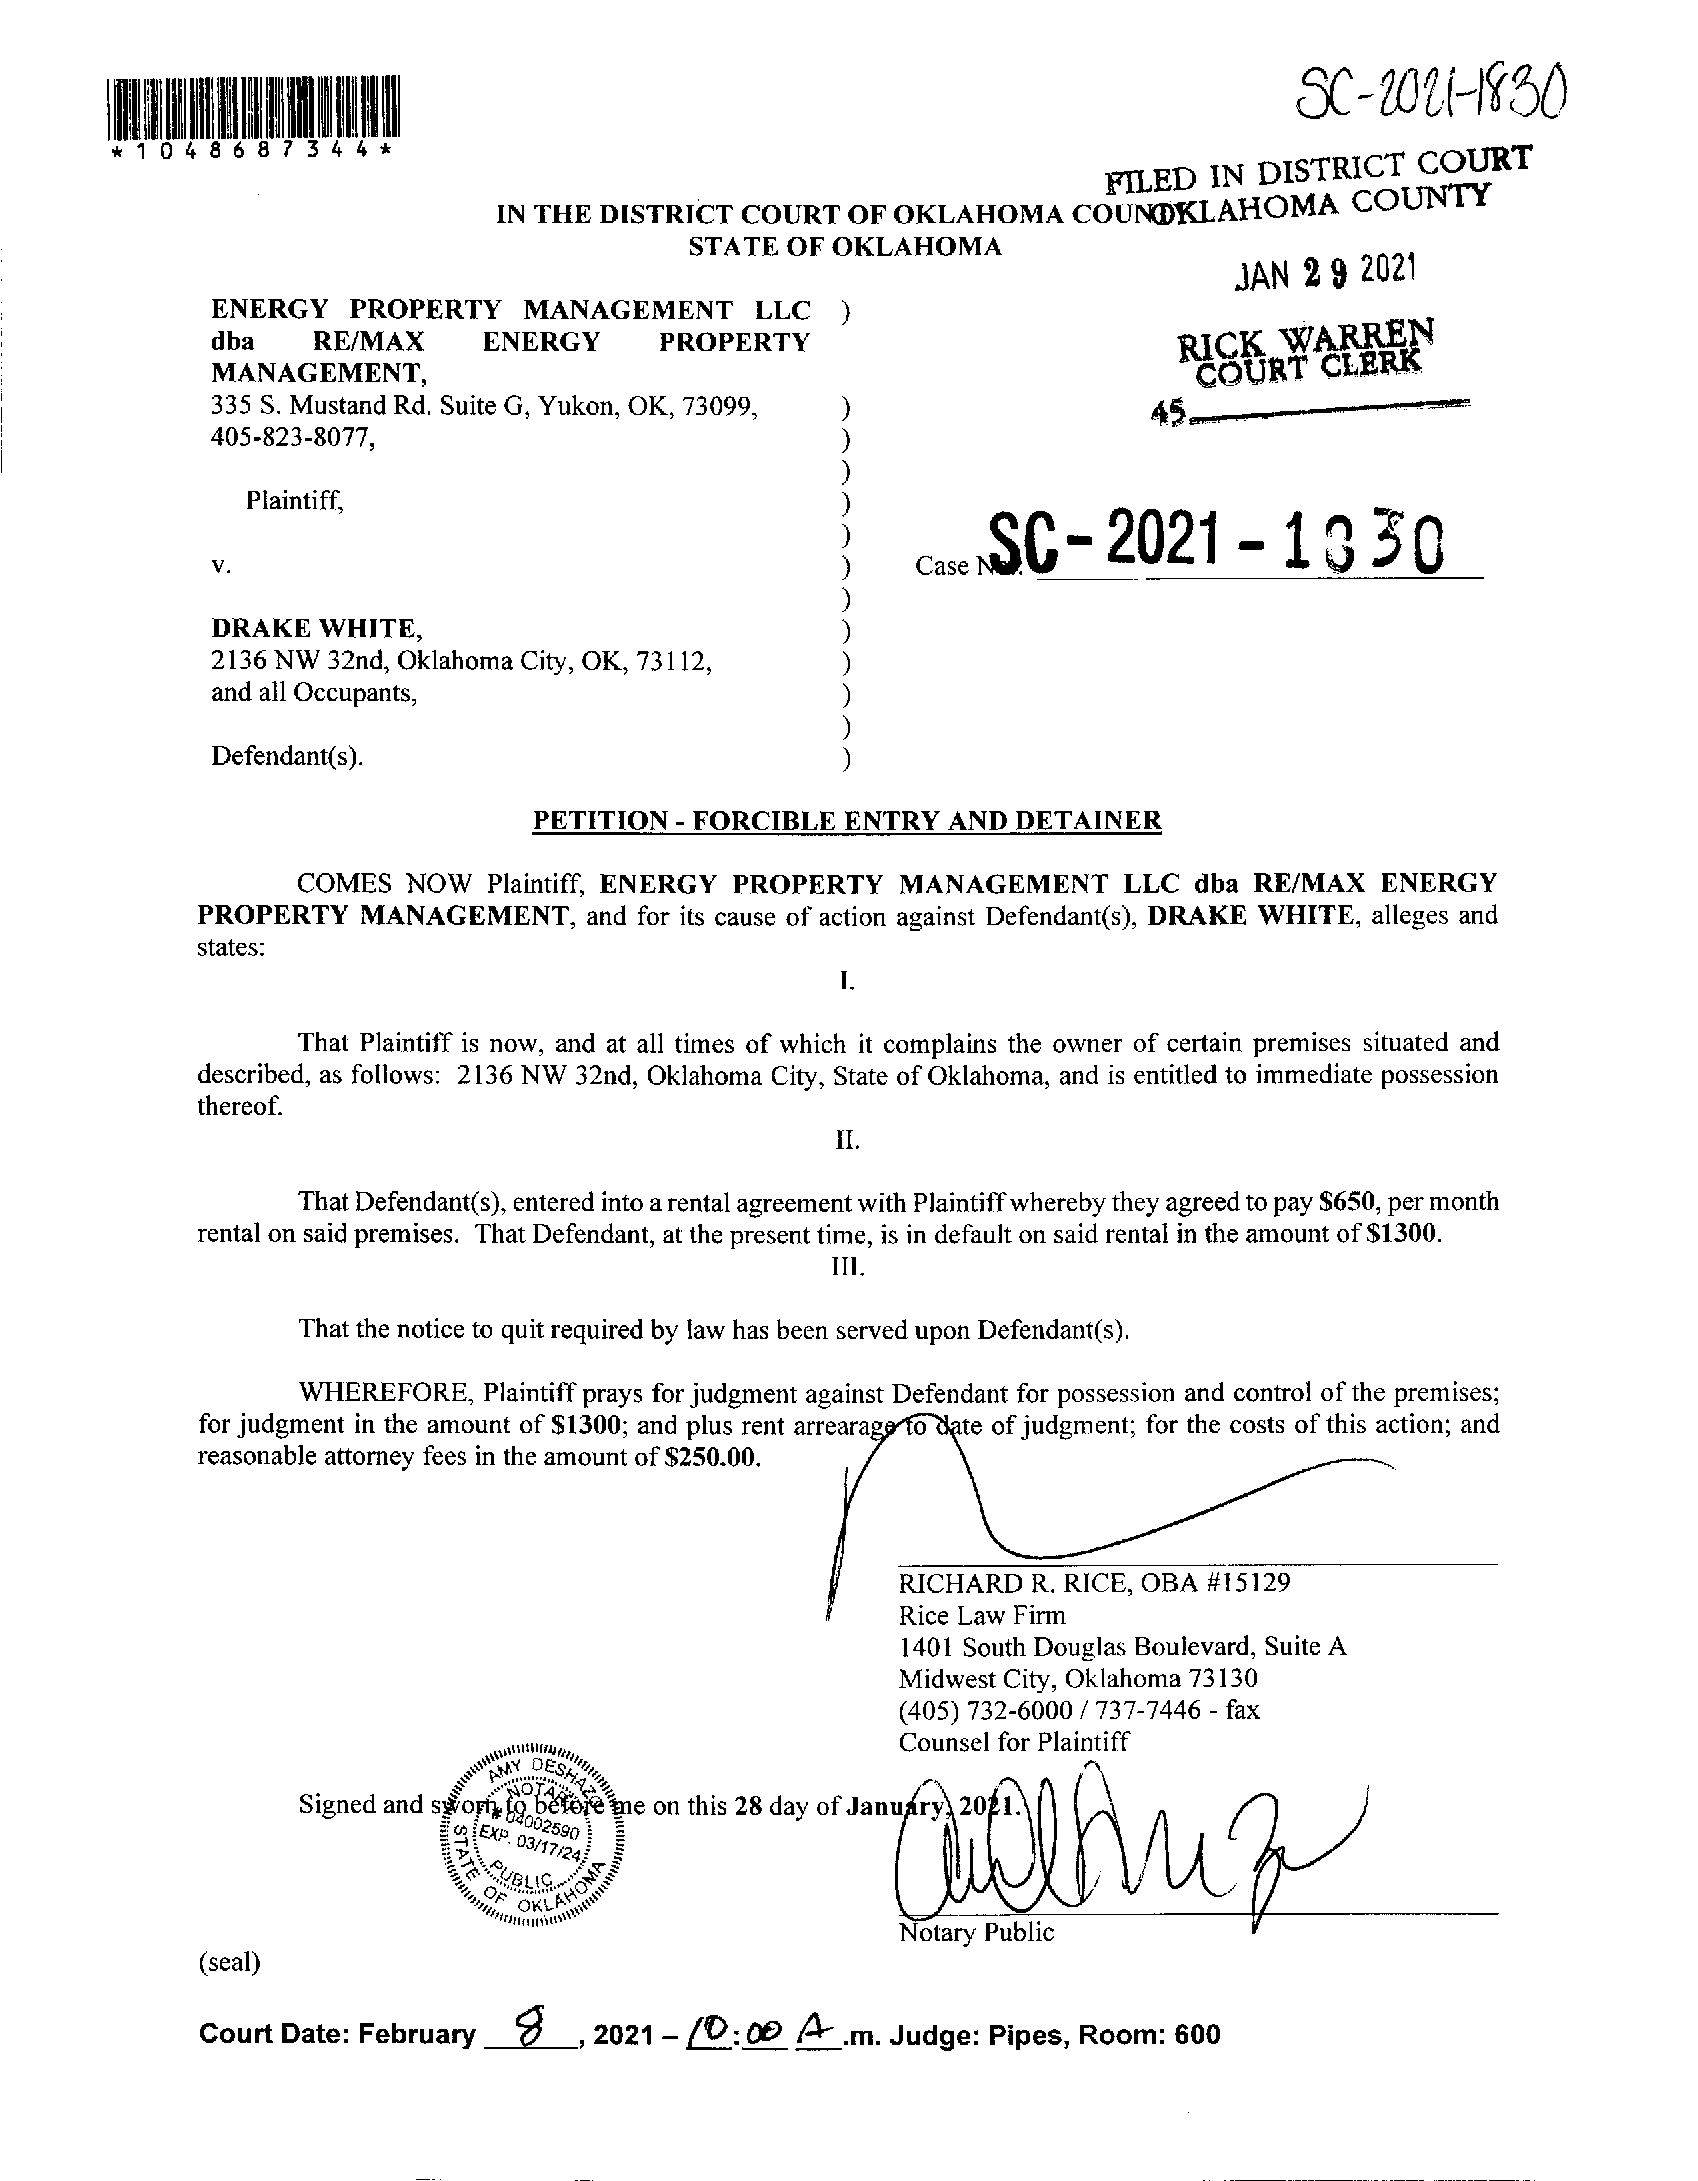 SC-2021-1830
*1048687344*
FILED IN DISTRICT COURT
OKLAHOMA COUNTY
IN THE DISTRICT COURT OF OKLAHOMA COUN
STATE OF OKLAHOMA
JAN 29 2021
RICK WARREN
COURT CLERK
45
ENERGY PROPERTY MANAGEMENT LLC )
dba RE/MAX ENERGY PROPERTY
MANAGEMENT,
335 S. Mustand Rd. Suite G, Yukon, OK, 73099, )
405-823-8077, )
)
Plaintiff, )
)
v. ) Case No. SC-2021-1830
)
DRAKE WHITE, )
2136 NW 32nd, Oklahoma City, OK, 73112, )
and all Occupants, )
)
Defendant(s). )
PETITION - FORCIBLE ENTRY AND DETAINER
COMES NOW Plaintiff, ENERGY PROPERTY MANAGEMENT LLC dba RE/MAX ENERGY
PROPERTY MANAGEMENT, and for its cause of action against Defendant(s), DRAKE WHITE, alleges and
states:
I.
That Plaintiff is now, and at all times of which it complains the owner of certain premises situated and
described, as follows: 2136 NW 32nd, Oklahoma City, State of Oklahoma, and is entitled to immediate possession
thereof.
II.
That Defendant(s), entered into a rental agreement with Plaintiff whereby they agreed to pay $650, per month
rental on said premises. That Defendant, at the present time, is in default on said rental in the amount of $1300.
III.
That the notice to quit required by law has been served upon Defendant(s).
WHEREFORE, Plaintiff prays for judgment against Defendant for possession and control of the premises;
for judgment in the amount of $1300; and plus rent arrearage to date of judgment; for the costs of this action; and
reasonable attorney fees in the amount of $250.00.
RICHARD R. RICE, OBA #15129
Rice Law Firm
1401 South Douglas Boulevard, Suite A
Midwest City, Oklahoma 73130
(405) 732-6000 / 737-7446 - fax
Counsel for Plaintiff
Signed and sworn to before me on this 28 day of January, 2021.
AMY DESHAZO
NOTARY
# 04002590
EXP. 03/17/24
PUBLIC
STATE OF OKLAHOMA
Notary Public
(seal)
Court Date: February 8, 2021 – 10:00 A.m. Judge: Pipes, Room: 600